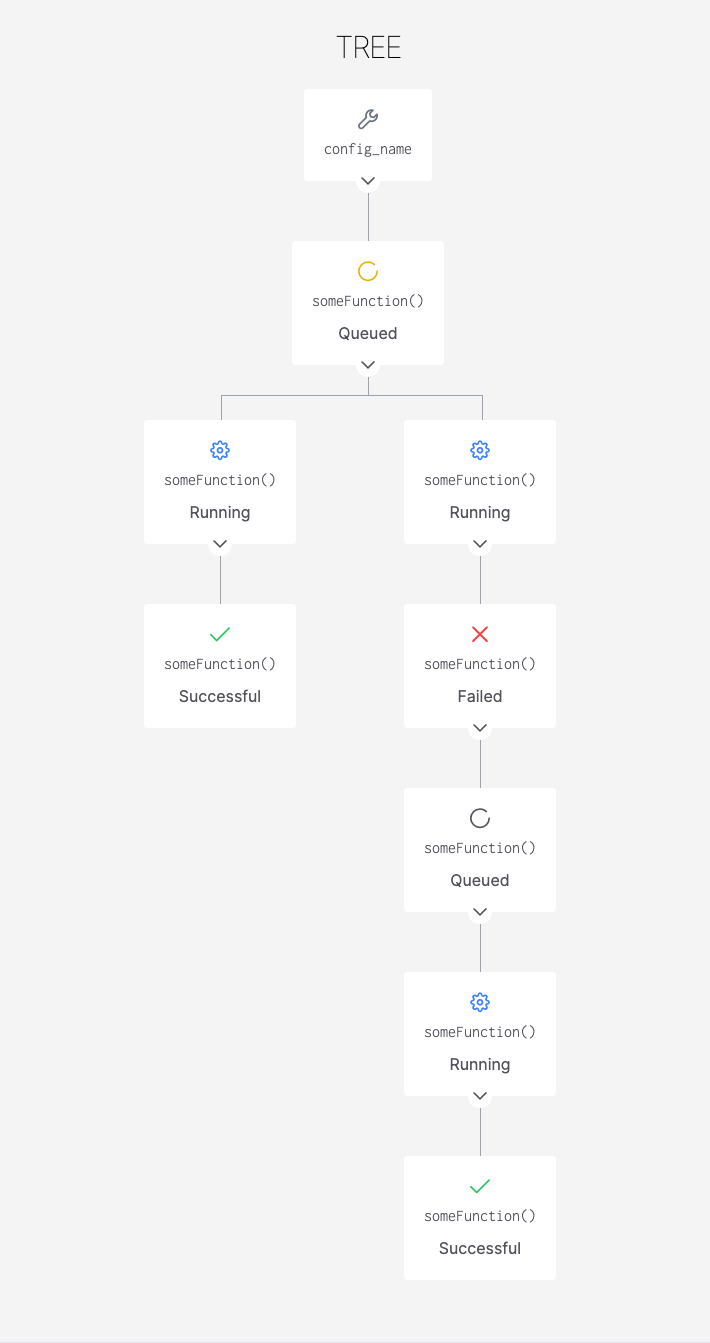 TREE
config_name
someFunction()
Queued
someFunction()
Running
someFunction()
Running
someFunction()
Successful
someFunction()
Failed
someFunction()
Queued
someFunction()
Running
someFunction()
Successful